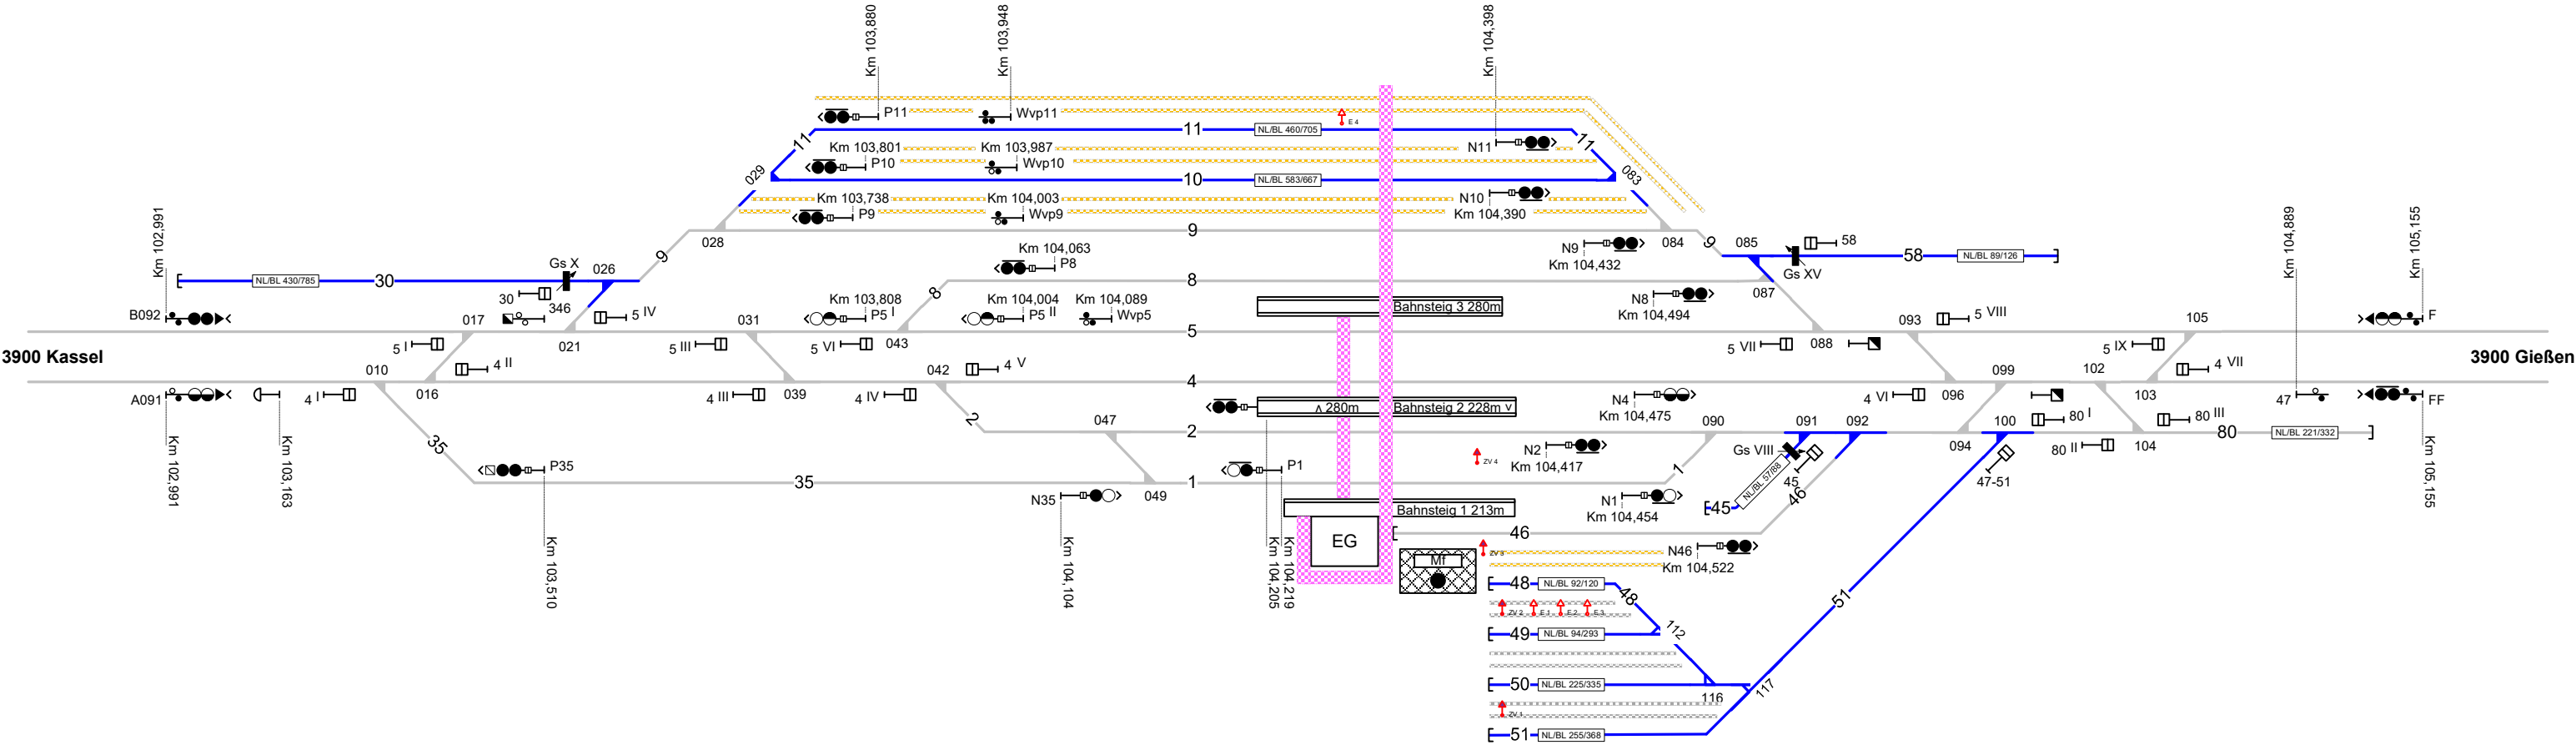 Km 103,880
Km 103,948
Km 104,398
P11
Wvp11
E 4
11
11
NL/BL 460/705
11
Km 103,801
Km 103,987
N11
P10
Wvp10
029
10
NL/BL 583/667
083
Km 103,738
Km 104,003
N10
P9
Wvp9
Km 104,390
Km 102,991
028
9
9
9
084
085
58
Km 104,063
N9
Km 104,432
58
NL/BL 89/126
Km 104,889
Km 105,155
Gs X
026
P8
Gs XV
NL/BL 430/785
30
8
8
087
30
346
Km 103,808
Km 104,004
Km 104,089
Bahnsteig 3 280m
N8
Km 104,494
B092
017
5 IV
031
P5 I
P5 II
Wvp5
093
5 VIII
105
F
5
3900 Kassel
5 I
021
5 III
5 VI
043
5 VII
088
5 IX
3900 Gießen
010
4 II
042
4 V
099
102
4 VII
4
A091
4 I
016
4 III
039
4 IV
∧ 280m
Bahnsteig 2 228m ∨
N4
Km 104,475
4 VI
096
103
47
FF
35
2
047
2
090
091
092
100
80 I
80 III
80
NL/BL 221/332
Km 102,991
Km 103,163
P35
P1
ZV 4
N2
Km 104,417
Gs VIII
094
80 II
104
Km 105,155
35
1
1
45
47-51
NL/BL 57/88
N35
049
Bahnsteig 1 213m
N1
Km 104,454
45
46
Km 103,510
Km 104,104
Km 104,205
Km 104,219
EG
46
Mf
ZV 3
N46
Km 104,522
48
NL/BL 92/120
48
51
ZV 2
E 1
E 2
E 3
49
NL/BL 94/293
112
50
NL/BL 225/335
116
117
ZV 1
51
NL/BL 255/368